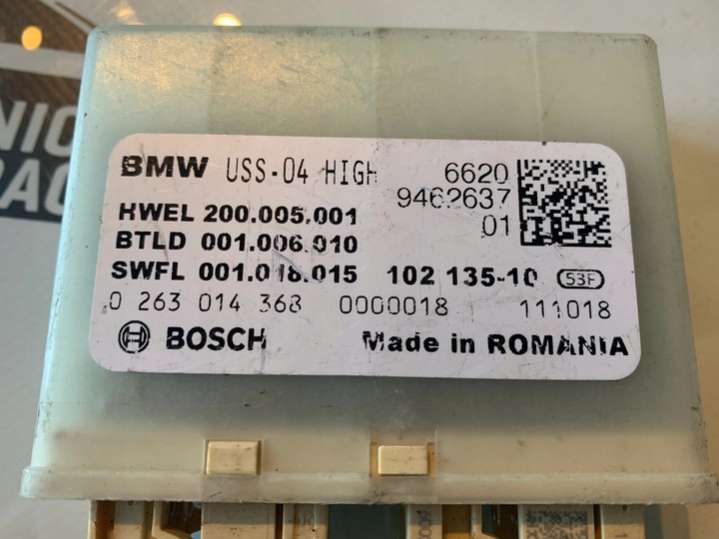 BMW USS-04 HIGH 6620
9462637
HWEL 200.005.001 01
BTLD 001.006.010
SWFL 001.018.015 102 135-10 53F
0 263 014 368 0000018 111018
BOSCH Made in ROMANIA